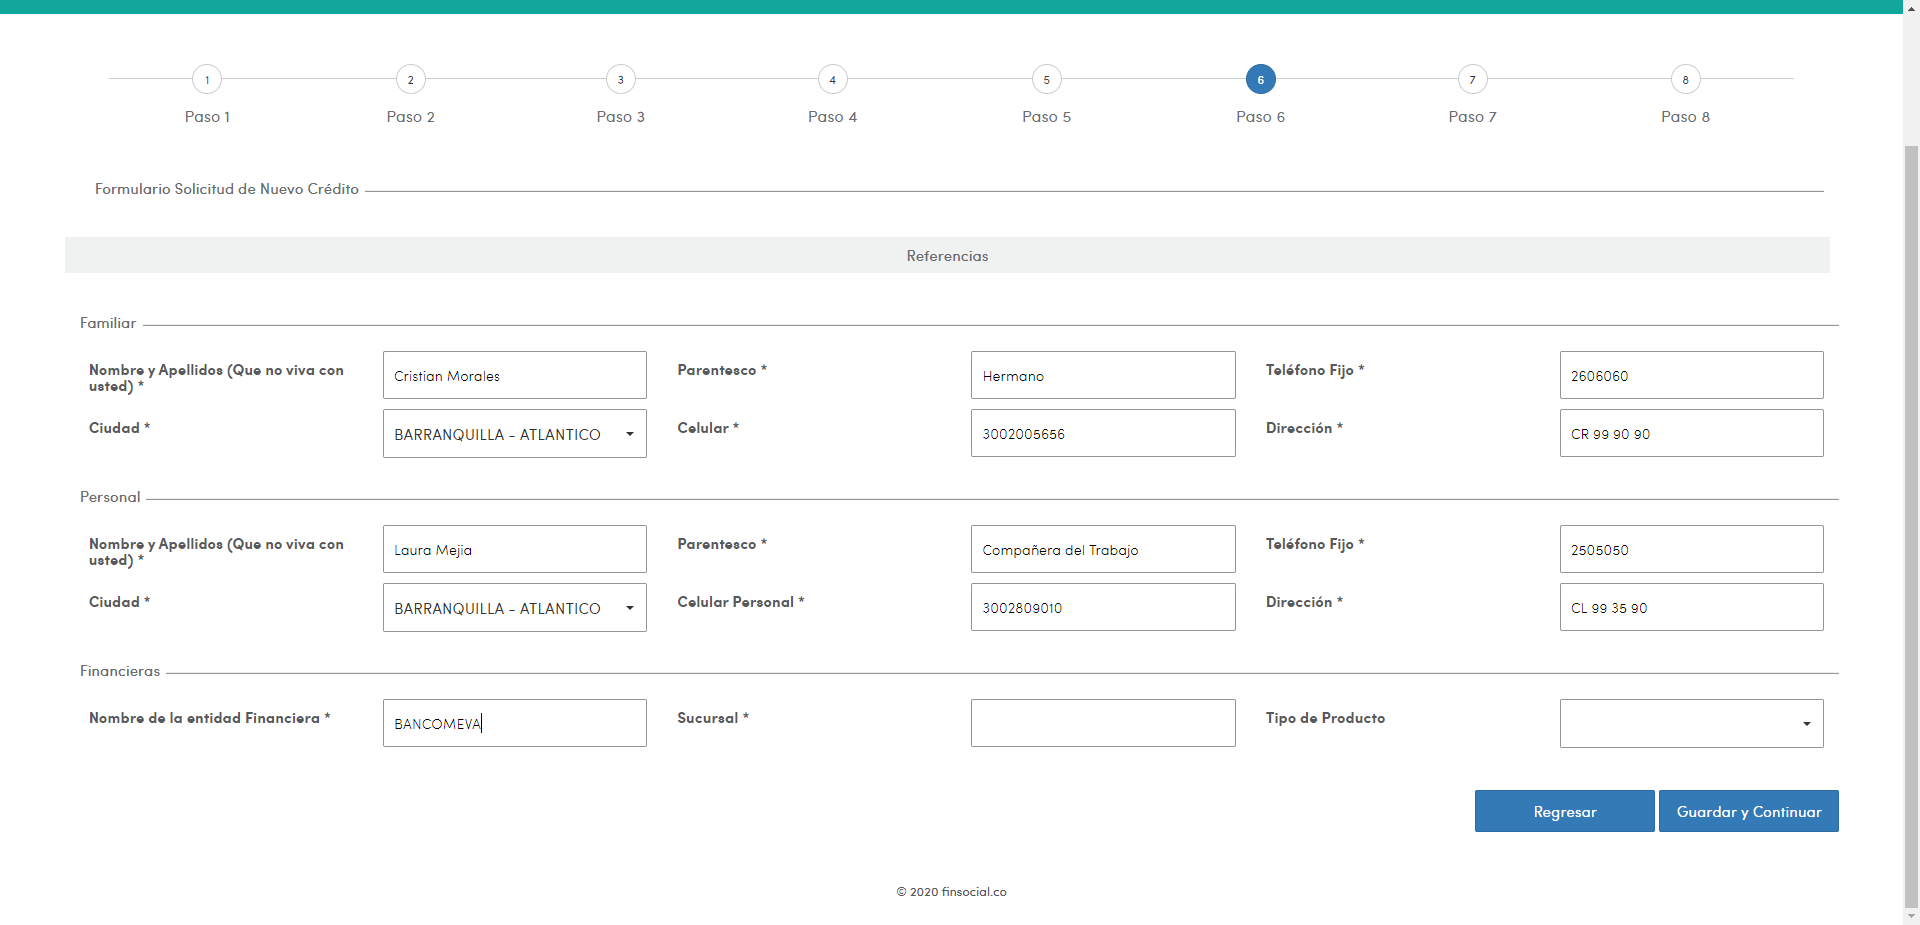 1 2 3 4 5 6 7 8
Paso 1 Paso 2 Paso 3 Paso 4 Paso 5 Paso 6 Paso 7 Paso 8
Formulario Solicitud de Nuevo Crédito
Referencias
Familiar
Nombre y Apellidos (Que no viva con
usted) *
Cristian Morales
Parentesco *
Hermano
Teléfono Fijo *
2606060
Ciudad *
BARRANQUILLA - ATLANTICO
Celular *
3002005656
Dirección *
CR 99 90 90
Personal
Nombre y Apellidos (Que no viva con
usted) *
Laura Mejia
Parentesco *
Compañera del Trabajo
Teléfono Fijo *
2505050
Ciudad *
BARRANQUILLA - ATLANTICO
Celular Personal *
3002809010
Dirección *
CL 99 35 90
Financieras
Nombre de la entidad Financiera *
BANCOMEVA
Sucursal *
Tipo de Producto
Regresar
Guardar y Continuar
© 2020 finsocial.co